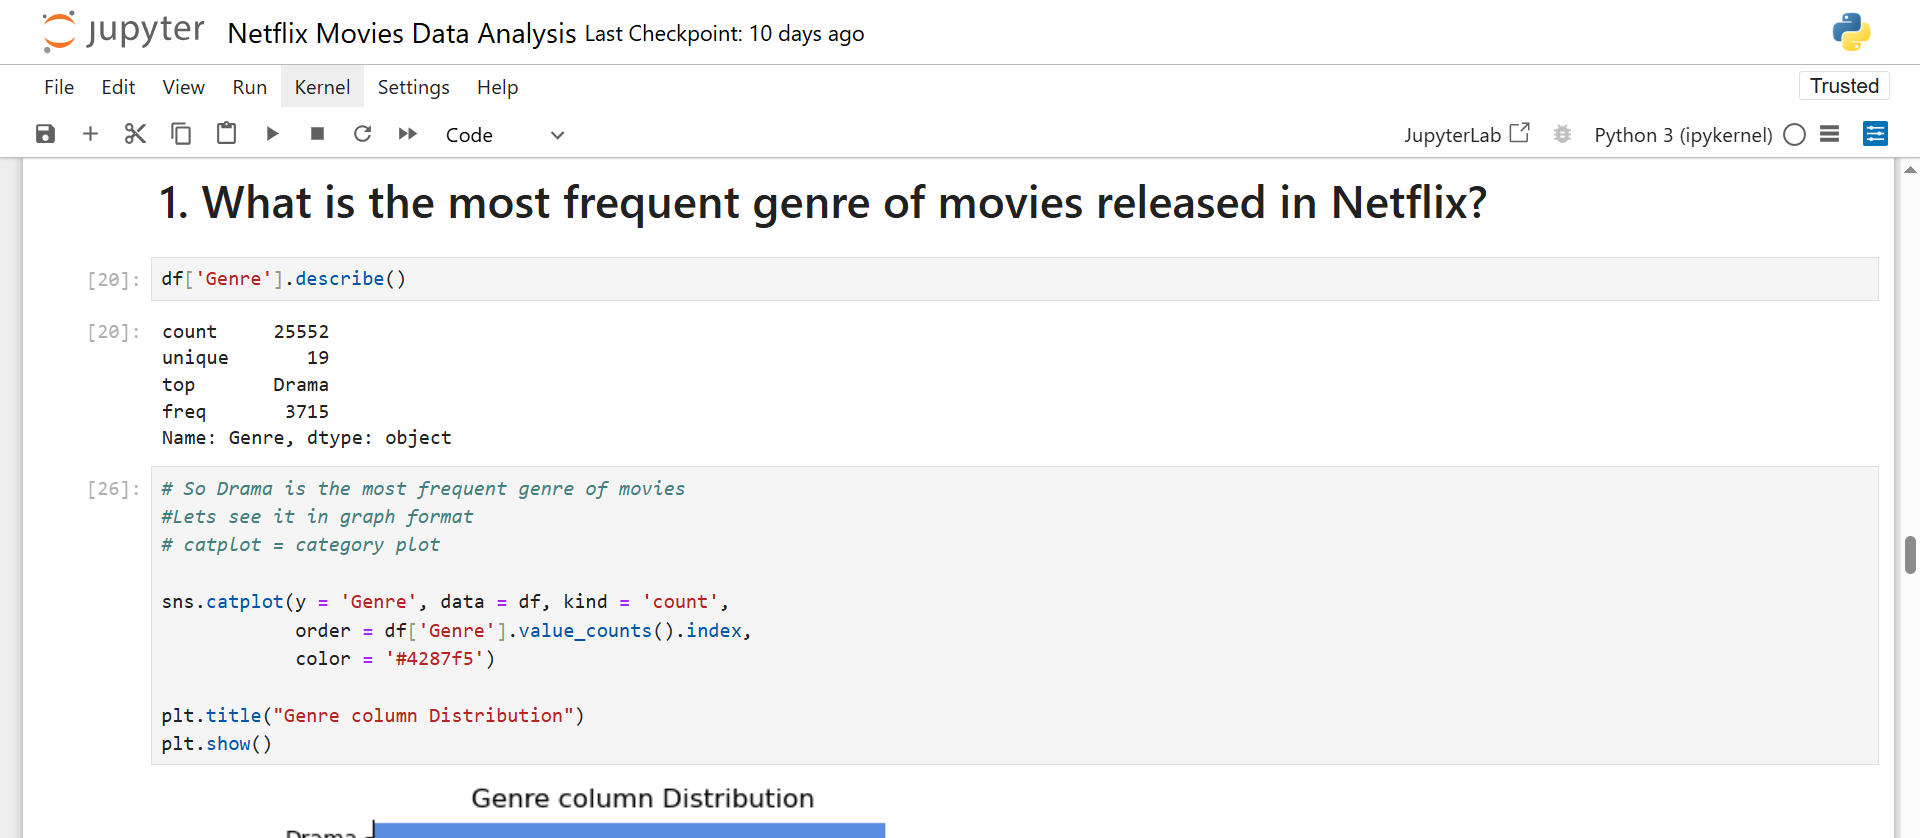 jupyter Netflix Movies Data Analysis Last Checkpoint: 10 days ago
File Edit View Run Kernel Settings Help Trusted
Code JupyterLab Python 3 (ipykernel)
1. What is the most frequent genre of movies released in Netflix?
[20]: df['Genre'].describe()
[20]: count 25552
unique 19
top Drama
freq 3715
Name: Genre, dtype: object
[26]: # So Drama is the most frequent genre of movies
#Lets see it in graph format
# catplot = category plot
sns.catplot(y = 'Genre', data = df, kind = 'count',
order = df['Genre'].value_counts().index,
color = '#4287f5')
plt.title("Genre column Distribution")
plt.show()
Genre column Distribution
Drama